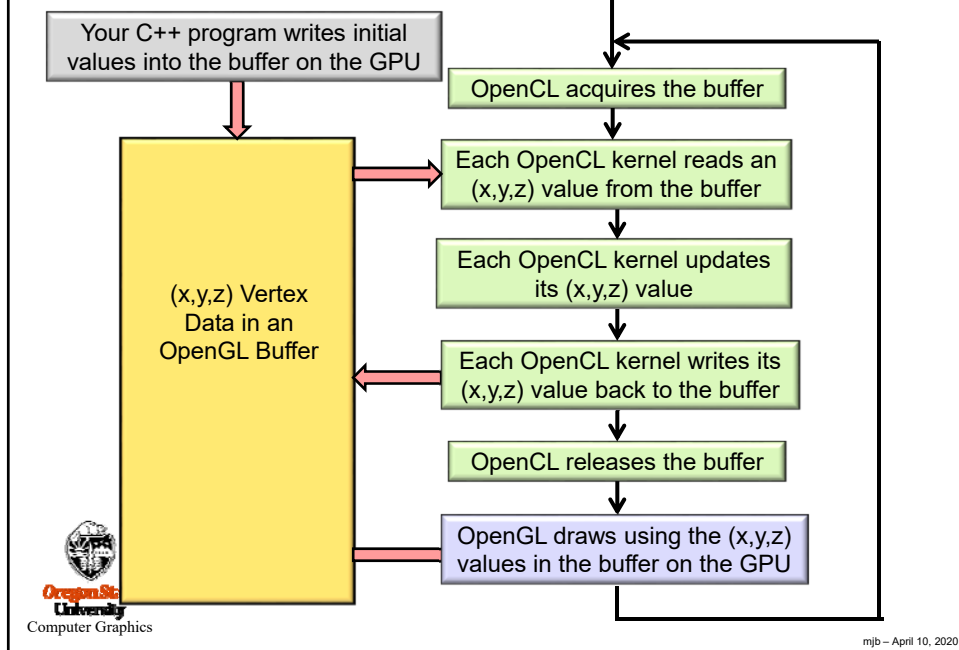 Your C++ program writes initial
values into the buffer on the GPU
OpenCL acquires the buffer
Each OpenCL kernel reads an
(x,y,z) value from the buffer
Each OpenCL kernel updates
its (x,y,z) value
(x,y,z) Vertex
Data in an
OpenGL Buffer
Each OpenCL kernel writes its
(x,y,z) value back to the buffer
OpenCL releases the buffer
OpenGL draws using the (x,y,z)
values in the buffer on the GPU
Oregon St
University
Computer Graphics
mjb – April 10, 2020